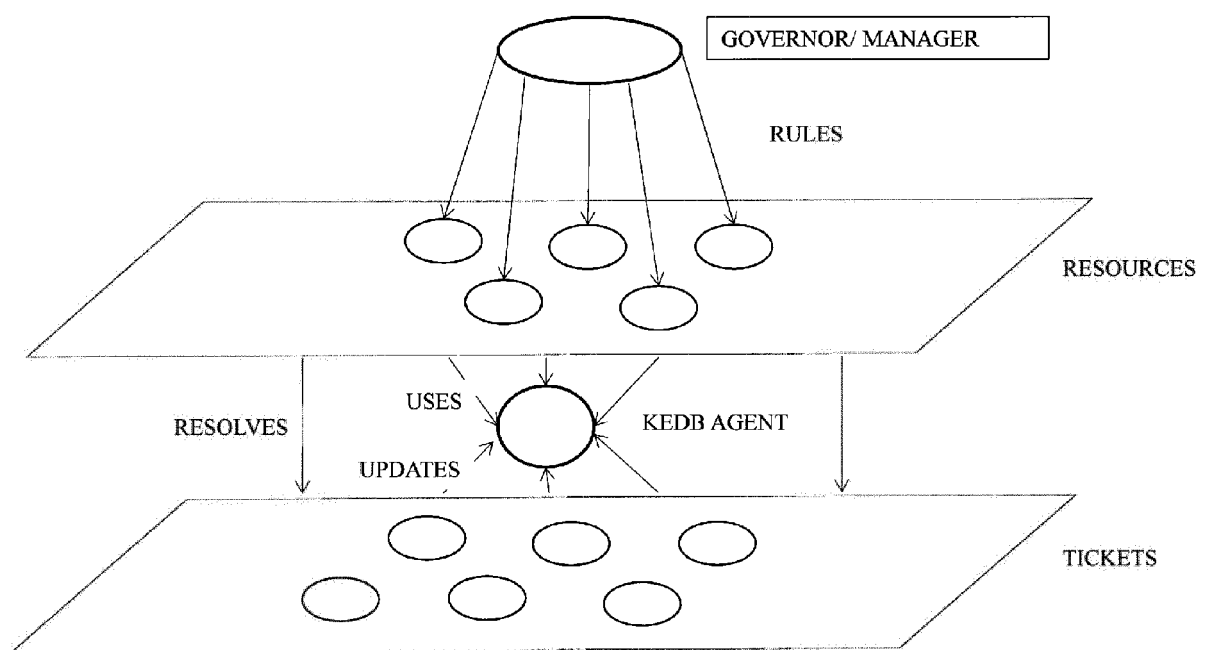 GOVERNOR/ MANAGER
RULES
RESOURCES
USES
KEDB AGENT
RESOLVES
UPDATES
TICKETS